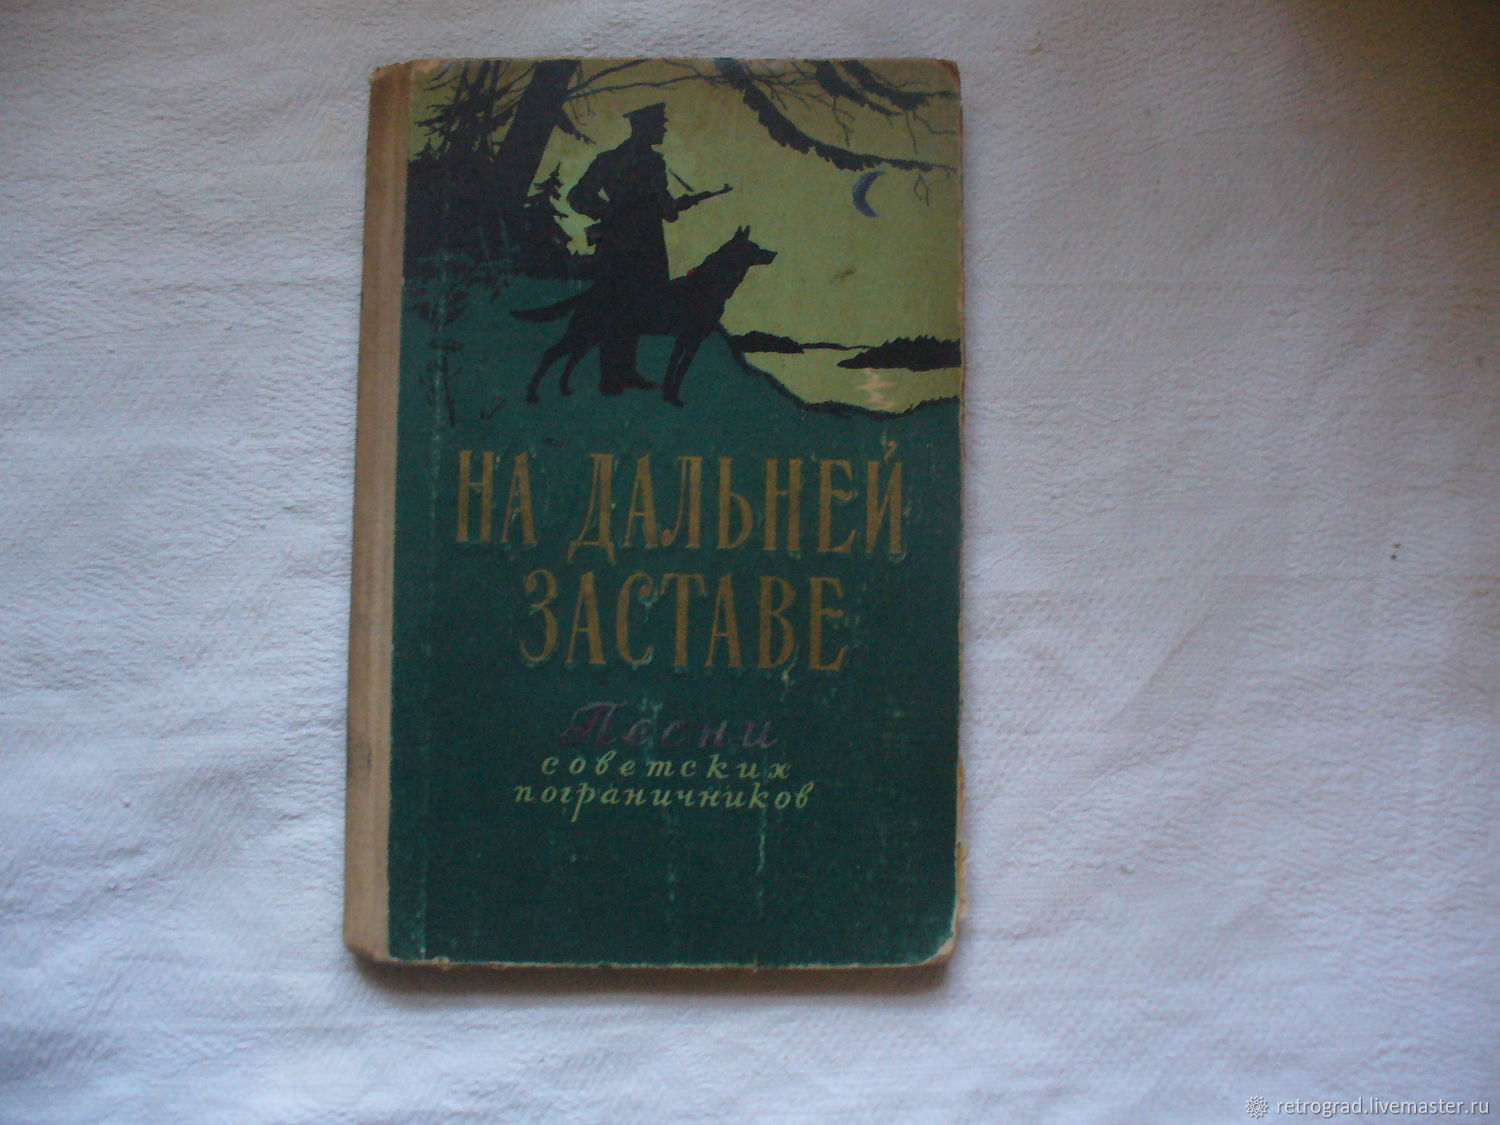 НА ДАЛЬНЕЙ
ЗАСТАВЕ
Песни
советских
пограничников
retrograd.livemaster.ru